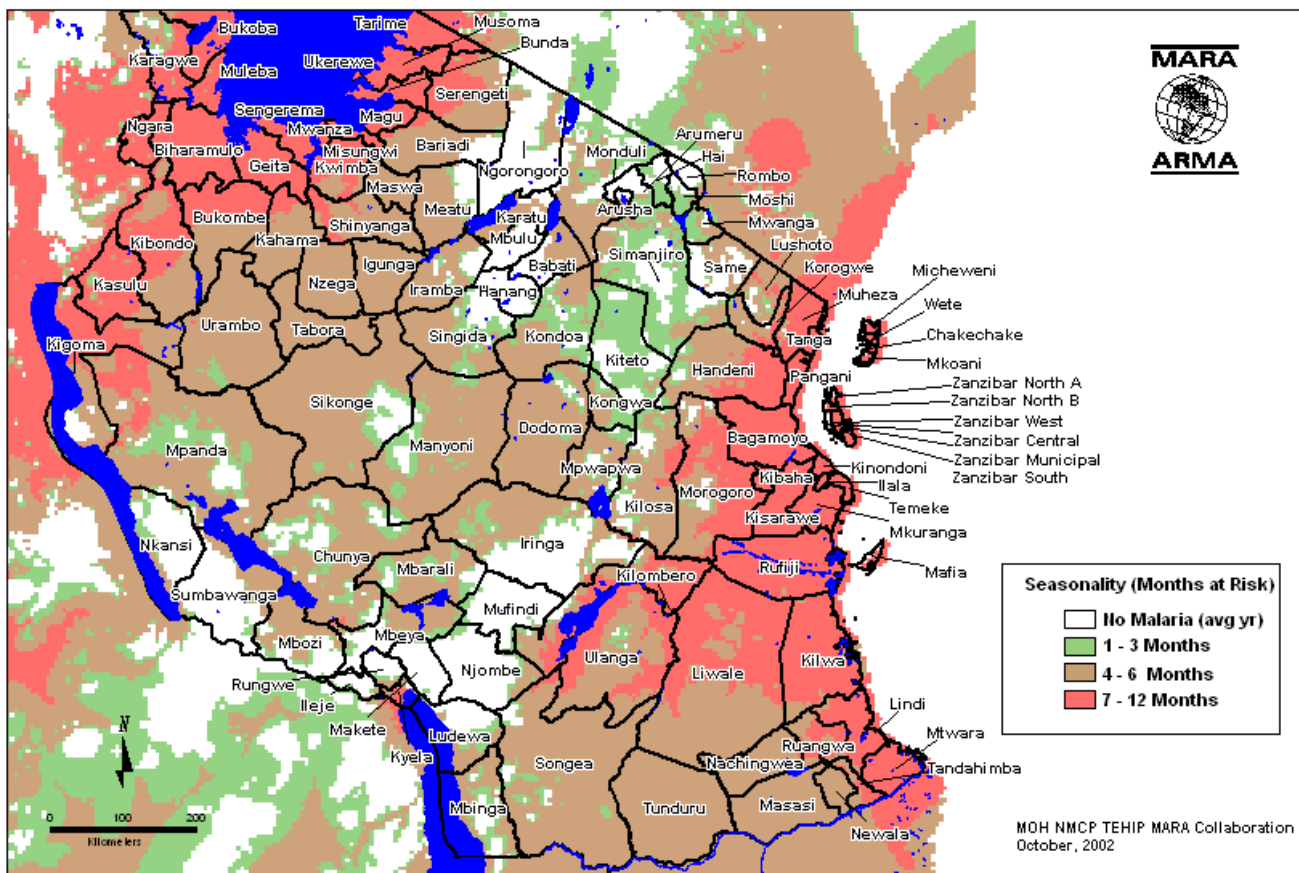 Bukoba
Tarime
Musoma
Bunda
Karagwe
Ukerewe
Muleba
MARA
ARMA
Serengeti
Sengerema
Magu
Ngara
Mwanza
Biharamulo
Misungwi
Bariadi
Geita
Kwimba
Ngorongoro
Monduli
Arumeru
Hai
Rombo
Maswa
Moshi
Bukombe
Meatu
Karatu
Arusha
Mwanga
Shinyanga
Kibondo
Kahama
Mbulu
Lushoto
Igunga
Babati
Simanjiro
Same
Korogwe
Micheweni
Kasulu
Nzega
Iramba
Hanang
Muheza
Wete
Urambo
Tabora
Singida
Kondoa
Chakechake
Kigoma
Tanga
Mkoani
Kiteto
Handeni
Pangani
Zanzibar North A
Sikonge
Kongwa
Zanzibar North B
Zanzibar West
Dodoma
Bagamoyo
Zanzibar Central
Mpanda
Manyoni
Zanzibar Municipal
Mpwapwa
Kinondoni
Zanzibar South
Kibaha
Ilala
Kilosa
Morogoro
Temeke
Kisarawe
Mkuranga
Nkansi
Iringa
Chunya
Mbarali
Kilombero
Rufiji
Mafia
Sumbawanga
Mufindi
Mbozi
Mbeya
Njombe
Ulanga
Liwale
Kilwa
Rungwe
Ileje
Lindi
Makete
Ludewa
Mtwara
Kyela
Ruangwa
Songea
Nachingwea
Tandahimba
Mbinga
Tunduru
Masasi
Newala
Seasonality (Months at Risk)
No Malaria (avg yr)
1 - 3 Months
4 - 6 Months
7 - 12 Months
N
0 100 200
Kilometers
MOH NMCP TEHIP MARA Collaboration
October, 2002